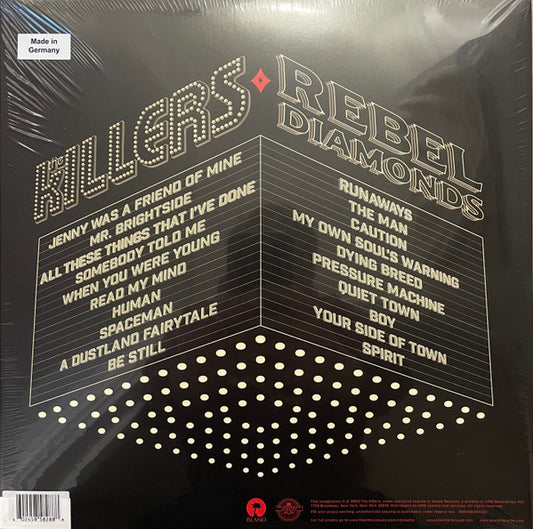 Made in
Germany
the
KILLERS
REBEL
DIAMONDS
JENNY WAS A FRIEND OF MINE
MR. BRIGHTSIDE
ALL THESE THINGS THAT I'VE DONE
SOMEBODY TOLD ME
WHEN YOU WERE YOUNG
READ MY MIND
HUMAN
SPACEMAN
A DUSTLAND FAIRYTALE
BE STILL
RUNAWAYS
THE MAN
CAUTION
MY OWN SOUL'S WARNING
DYING BREED
PRESSURE MACHINE
QUIET TOWN
BOY
YOUR SIDE OF TOWN
SPIRIT
ISLAND